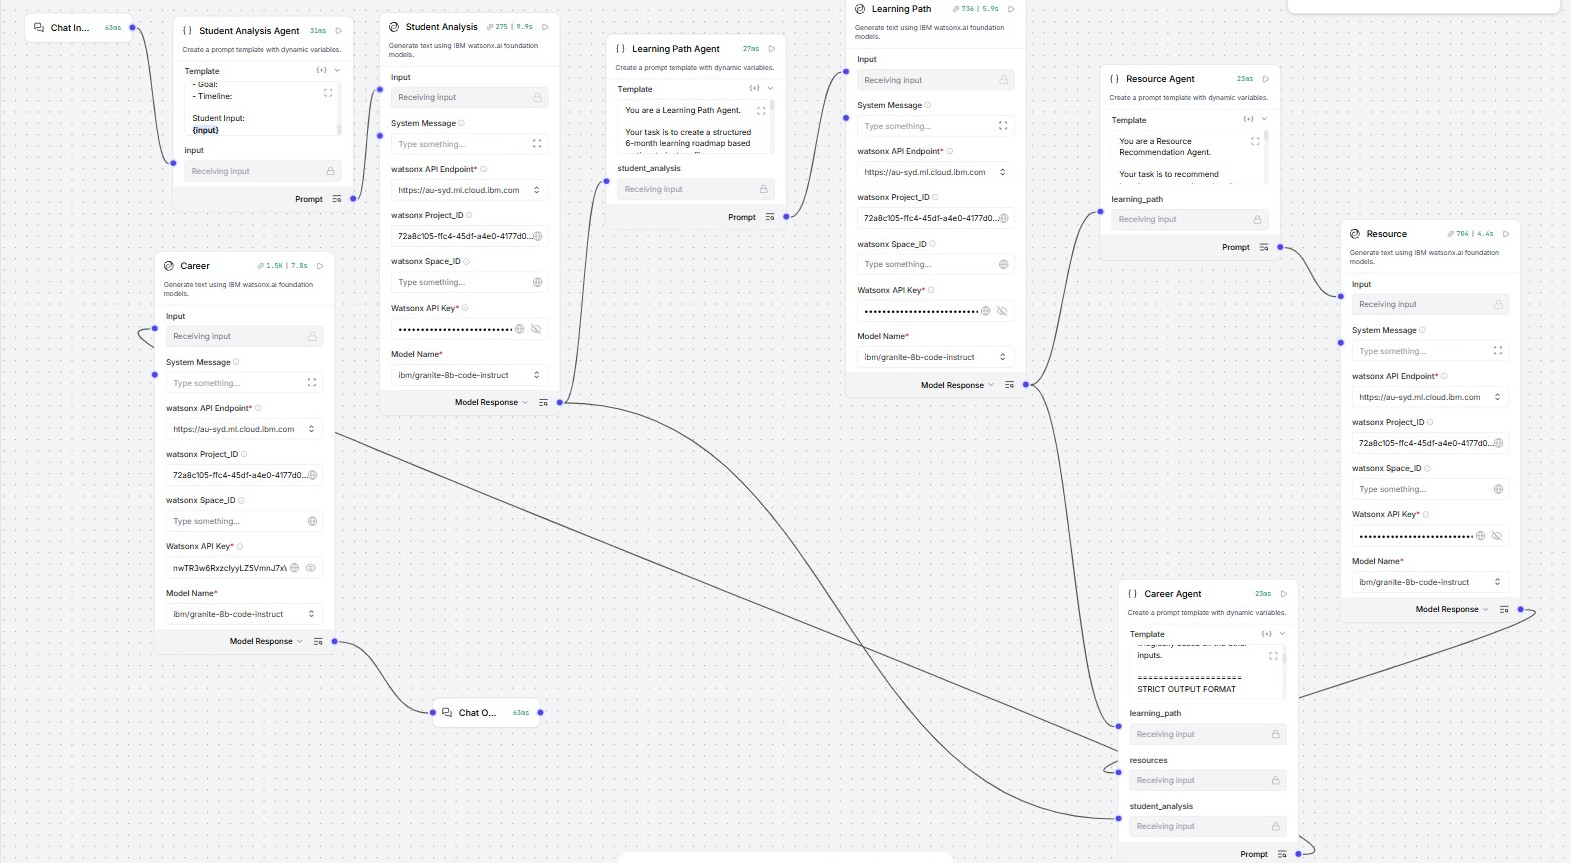 Chat In...
63ms
Student Analysis Agent
31ms
Create a prompt template with dynamic variables.
Template
- Goal:
- Timeline:
Student Input:
{input}
input
Receiving input
Prompt
Student Analysis
275 | 9.9s
Generate text using IBM watsonx.ai foundation
models.
Input
Receiving input
System Message
Type something...
watsonx API Endpoint*
https://au-syd.ml.cloud.ibm.com
watsonx Project_ID
72a8c105-ffc4-45df-a4e0-4177d0...
watsonx Space_ID
Type something...
Watsonx API Key*
Model Name*
ibm/granite-8b-code-instruct
Model Response
Learning Path Agent
27ms
Create a prompt template with dynamic variables.
Template
You are a Learning Path Agent.
Your task is to create a structured
6-month learning roadmap based
student_analysis
Receiving input
Prompt
Learning Path
736 | 5.9s
Generate text using IBM watsonx.ai foundation
models.
Input
Receiving input
System Message
Type something...
watsonx API Endpoint*
https://au-syd.ml.cloud.ibm.com
watsonx Project_ID
72a8c105-ffc4-45df-a4e0-4177d0...
watsonx Space_ID
Type something...
Watsonx API Key*
Model Name*
ibm/granite-8b-code-instruct
Model Response
Resource Agent
23ms
Create a prompt template with dynamic variables.
Template
You are a Resource
Recommendation Agent.
Your task is to recommend
learning_path
Receiving input
Prompt
Resource
704 | 4.4s
Generate text using IBM watsonx.ai foundation
models.
Input
Receiving input
System Message
Type something...
watsonx API Endpoint*
https://au-syd.ml.cloud.ibm.com
watsonx Project_ID
72a8c105-ffc4-45df-a4e0-4177d0...
watsonx Space_ID
Type something...
Watsonx API Key*
Model Name*
ibm/granite-8b-code-instruct
Model Response
Career Agent
23ms
Create a prompt template with dynamic variables.
Template
inputs.
====================
STRICT OUTPUT FORMAT
learning_path
Receiving input
resources
Receiving input
student_analysis
Receiving input
Prompt
Career
1.5K | 7.8s
Generate text using IBM watsonx.ai foundation
models.
Input
Receiving input
System Message
Type something...
watsonx API Endpoint*
https://au-syd.ml.cloud.ibm.com
watsonx Project_ID
72a8c105-ffc4-45df-a4e0-4177d0...
watsonx Space_ID
Type something...
Watsonx API Key*
Model Name*
ibm/granite-8b-code-instruct
Model Response
Chat O...
63ms